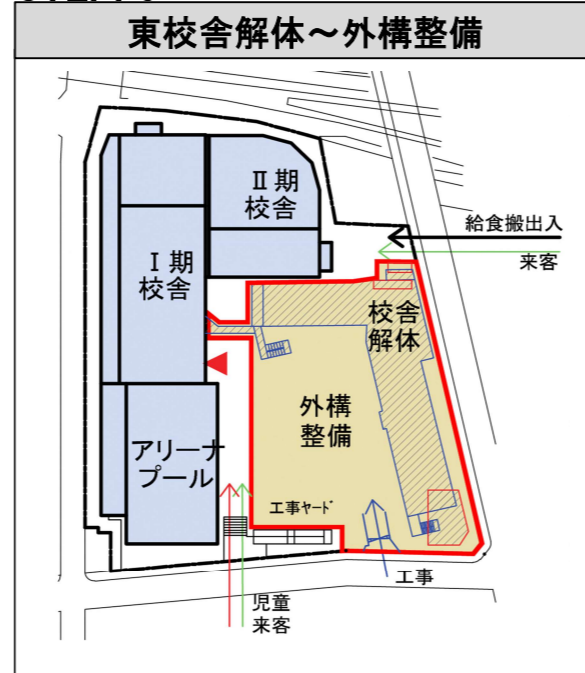 東校舎解体～外構整備
Ⅱ期
校舎
給食搬出入
来客
Ⅰ期
校舎
校舎
解体
外構
整備
アリーナ
プール
工事ﾔｰﾄﾞ
工事
児童
来客